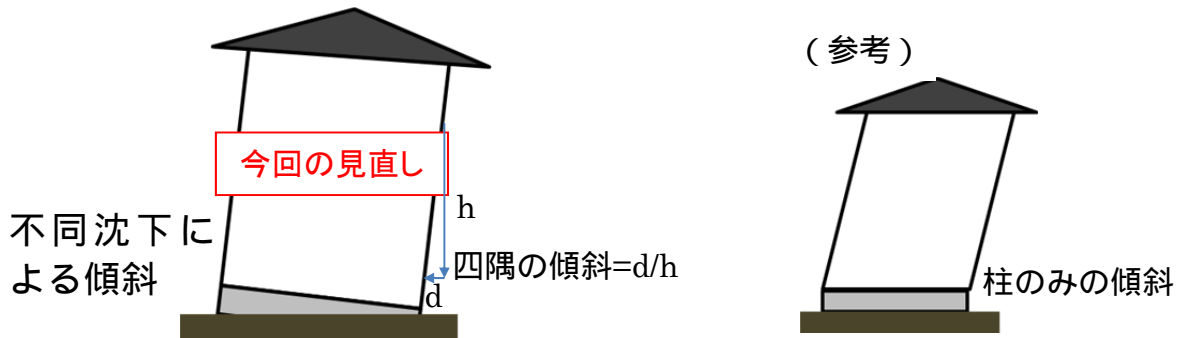 （参考）
今回の見直し
h
不同沈下に
よる傾斜
四隅の傾斜=d/h
d
柱のみの傾斜